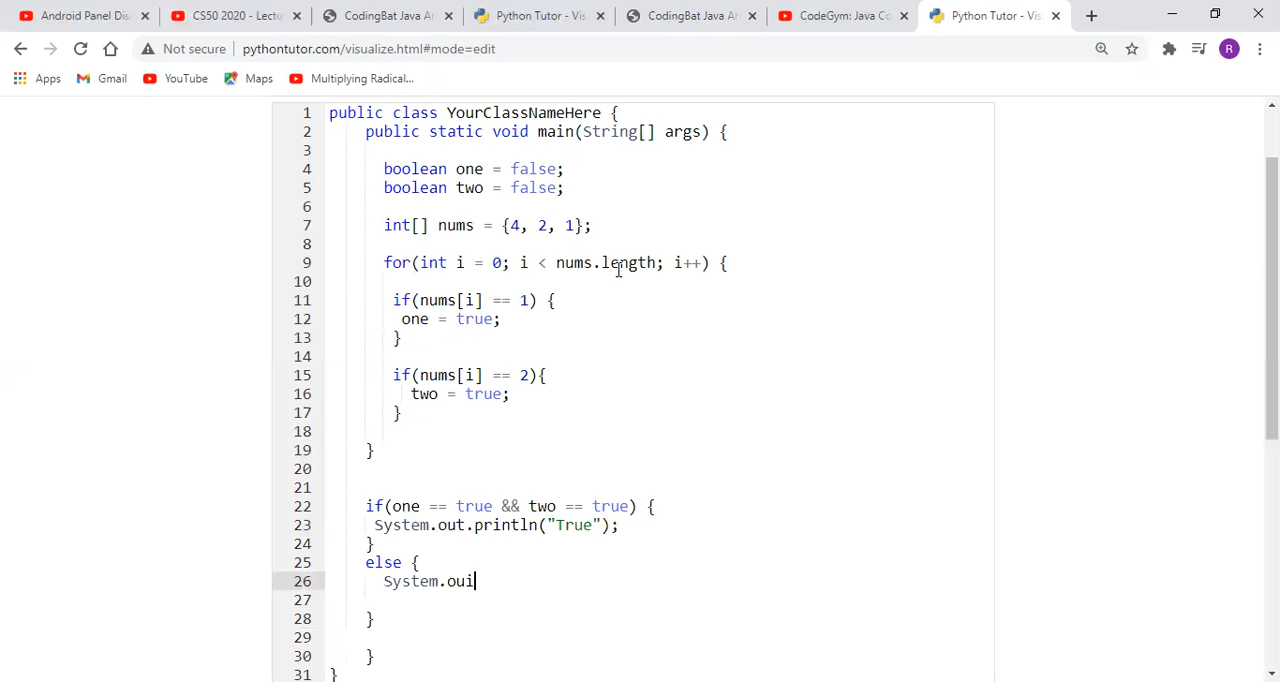 Android Panel Di
CS50 2020 - Lectu
CodingBat Java Ar
Python Tutor - Vis
CodingBat Java Ar
CodeGym: Java Co
Python Tutor - Vis
Not secure
pythontutor.com/visualize.html#mode=edit
R
Apps
Gmail
YouTube
Maps
Multiplying Radical...
1 public class YourClassNameHere {
2 public static void main(String[] args) {
3
4 boolean one = false;
5 boolean two = false;
6
7 int[] nums = {4, 2, 1};
8
9 for(int i = 0; i < nums.length; i++) {
10
11 if(nums[i] == 1) {
12 one = true;
13 }
14
15 if(nums[i] == 2){
16 two = true;
17 }
18
19 }
20
21
22 if(one == true && two == true) {
23 System.out.println("True");
24 }
25 else {
26 System.oui
27
28 }
29
30 }
31 }